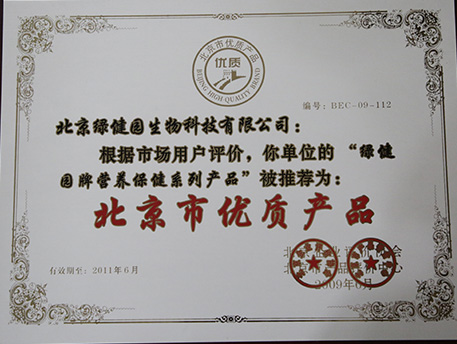 北京市优质产品
优质
BEIJING HIGH QUALITY BRAND
编号：BEC-09-112
北京绿健园生物科技有限公司：
根据市场用户评价，你单位的“绿健
园牌营养保健系列产品”被推荐为：
北京市优质产品
有效期至：2011年6月
2009年6月